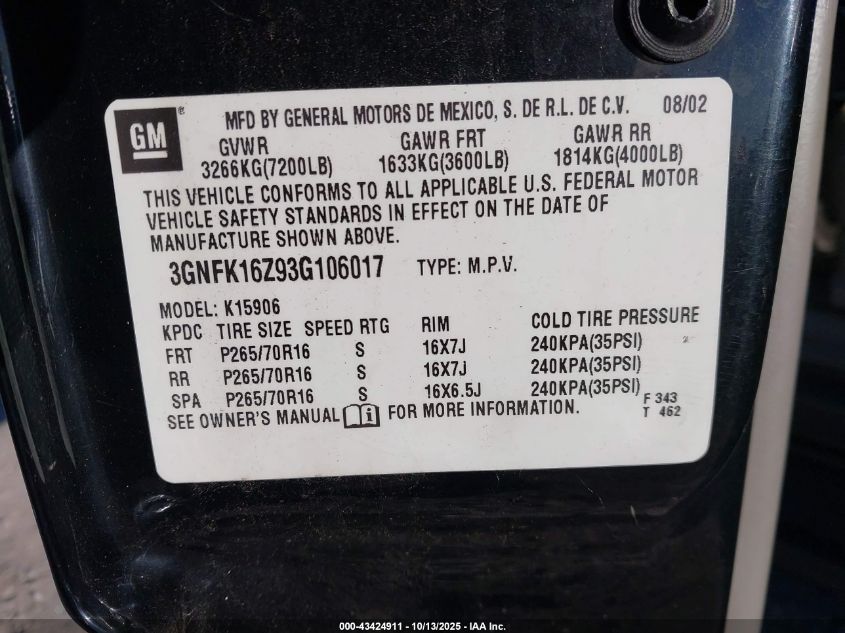 GM ® MFD BY GENERAL MOTORS DE MEXICO, S. DE R.L. DE C.V. 08/02
GVWR GAWR FRT GAWR RR
3266KG(7200LB) 1633KG(3600LB) 1814KG(4000LB)
THIS VEHICLE CONFORMS TO ALL APPLICABLE U.S. FEDERAL MOTOR
VEHICLE SAFETY STANDARDS IN EFFECT ON THE DATE OF
MANUFACTURE SHOWN ABOVE.
3GNFK16Z93G106017 TYPE: M.P.V.
MODEL: K15906
KPDC TIRE SIZE SPEED RTG RIM COLD TIRE PRESSURE
FRT P265/70R16 S 16X7J 240KPA(35PSI)
RR P265/70R16 S 16X7J 240KPA(35PSI)
SPA P265/70R16 S 16X6.5J 240KPA(35PSI)
SEE OWNER'S MANUAL i FOR MORE INFORMATION.
F 343
T 462
000-43424911 - 10/13/2025 - IAA Inc.